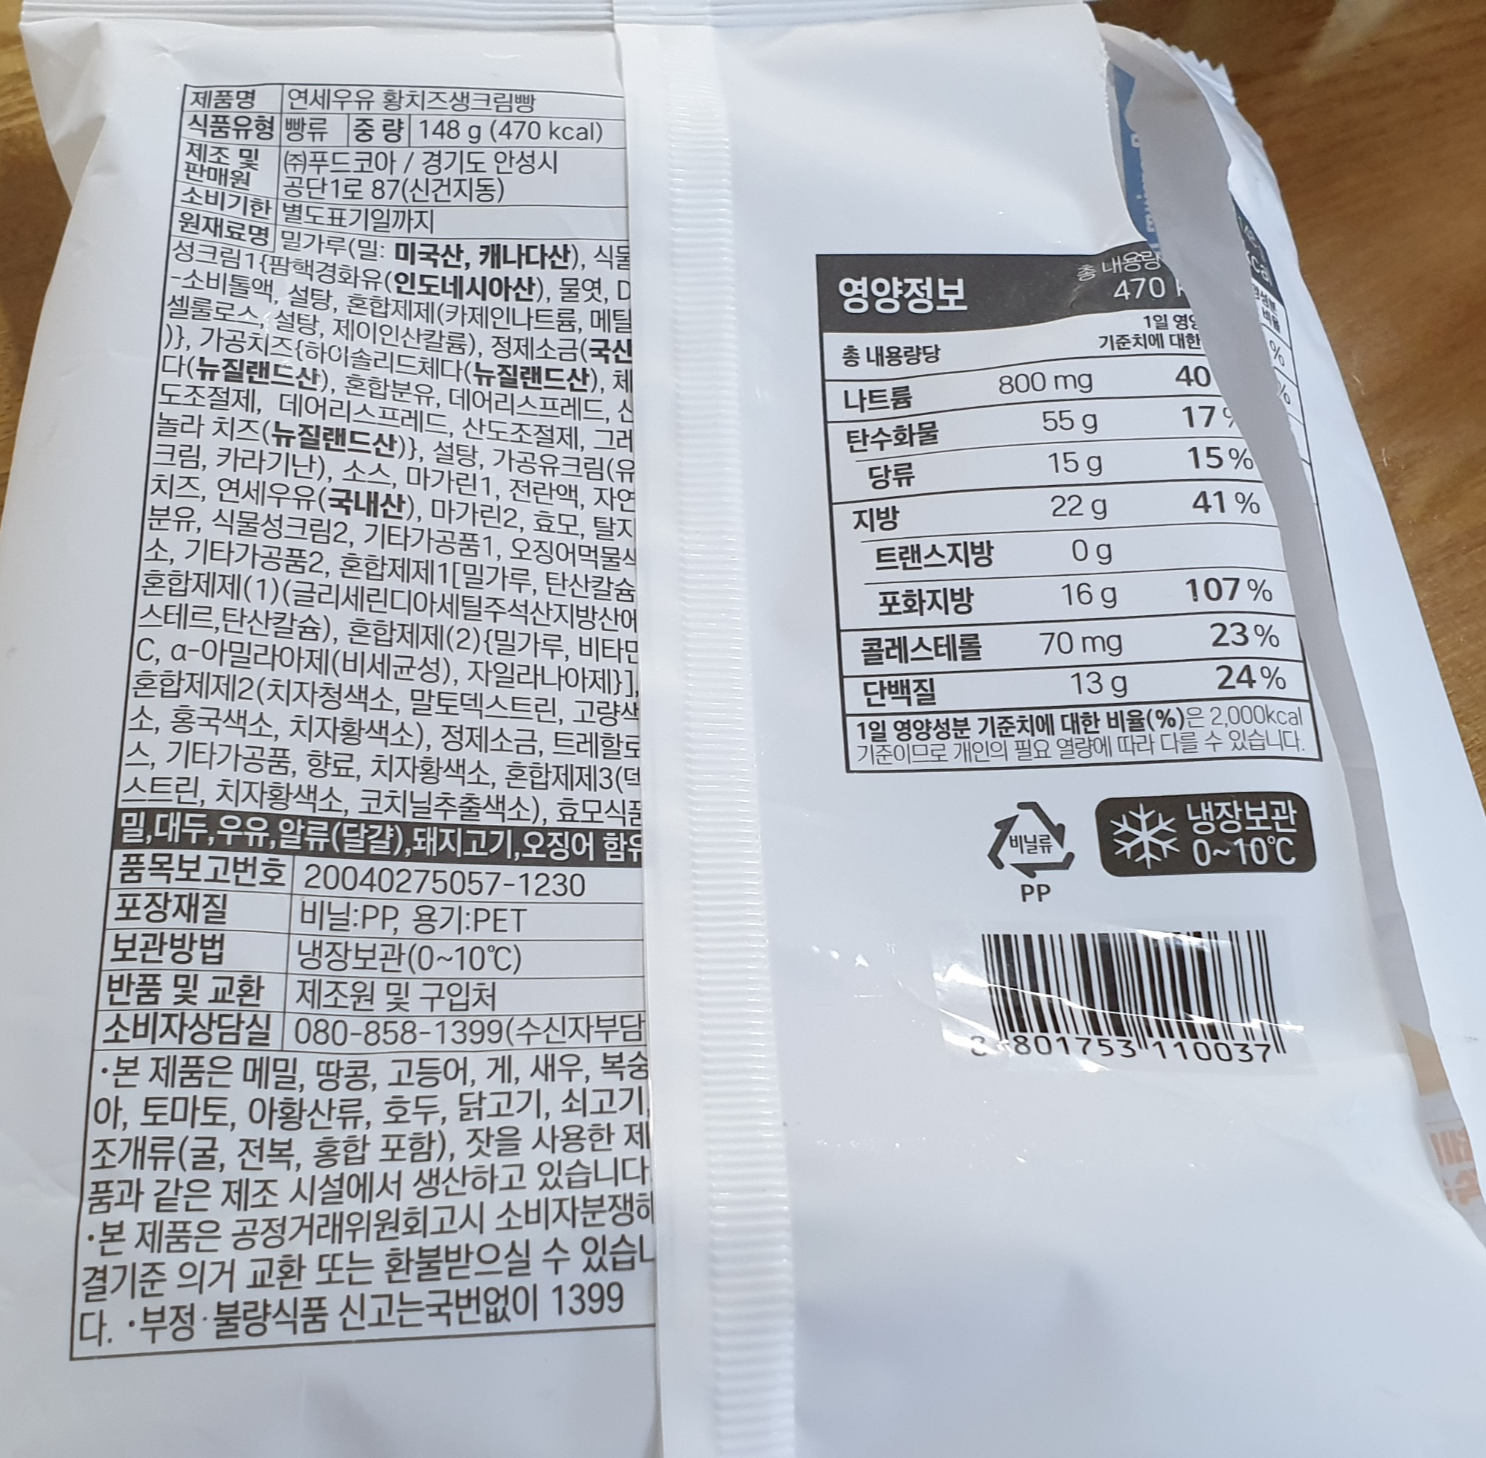 제품명 연세우유 황치즈생크림빵
식품유형 빵류 중 량 148 g (470 kcal)
제조 및 판매원 ㈜푸드코아 / 경기도 안성시
공단1로 87(신건지동)
소비기한 별도표기일까지
원재료명 밀가루(밀: 미국산, 캐나다산), 식물
성크림1{팜핵경화유(인도네시아산), 물엿, D
-소비톨액, 설탕, 혼합제제(카제인나트륨, 메틸
셀룰로스, 설탕, 제이인산칼륨), 정제소금(국산
)}, 가공치즈{하이솔리드체다(뉴질랜드산), 체
다(뉴질랜드산), 혼합분유, 데어리스프레드, 산
도조절제, 데어리스프레드, 산도조절제, 그레
놀라 치즈(뉴질랜드산)}, 설탕, 가공유크림(유
크림, 카라기난), 소스, 마가린1, 전란액, 자연
치즈, 연세우유(국내산), 마가린2, 효모, 탈지
분유, 식물성크림2, 기타가공품1, 오징어먹물색
소, 기타가공품2, 혼합제제1[밀가루, 탄산칼슘,
혼합제제(1)(글리세린디아세틸주석산지방산에
스테르,탄산칼슘), 혼합제제(2){밀가루, 비타민
C, α-아밀라아제(비세균성), 자일라나아제}],
혼합제제2(치자청색소, 말토덱스트린, 고량색
소, 홍국색소, 치자황색소), 정제소금, 트레할로
스, 기타가공품, 향료, 치자황색소, 혼합제제3(덱
스트린, 치자황색소, 코치닐추출색소), 효모식품
밀,대두,우유,알류(달걀),돼지고기,오징어 함유
품목보고번호 20040275057-1230
포장재질 비닐:PP, 용기:PET
보관방법 냉장보관(0~10℃)
반품 및 교환 제조원 및 구입처
소비자상담실 080-858-1399(수신자부담
·본 제품은 메밀, 땅콩, 고등어, 게, 새우, 복숭
아, 토마토, 아황산류, 호두, 닭고기, 쇠고기,
조개류(굴, 전복, 홍합 포함), 잣을 사용한 제
품과 같은 제조 시설에서 생산하고 있습니다
·본 제품은 공정거래위원회고시 소비자분쟁해
결기준 의거 교환 또는 환불받으실 수 있습니
다. ·부정·불량식품 신고는국번없이 1399
영양정보 총 내용량
470
총 내용량당 1일 영양
기준치에 대한
나트륨 800 mg 40
탄수화물 55 g 17 %
당류 15 g 15 %
지방 22 g 41 %
트랜스지방 0 g
포화지방 16 g 107 %
콜레스테롤 70 mg 23 %
단백질 13 g 24 %
1일 영양성분 기준치에 대한 비율(%)은 2,000kcal
기준이므로 개인의 필요 열량에 따라 다를 수 있습니다.
비닐류
PP
냉장보관
0~10℃
8 801753 110037